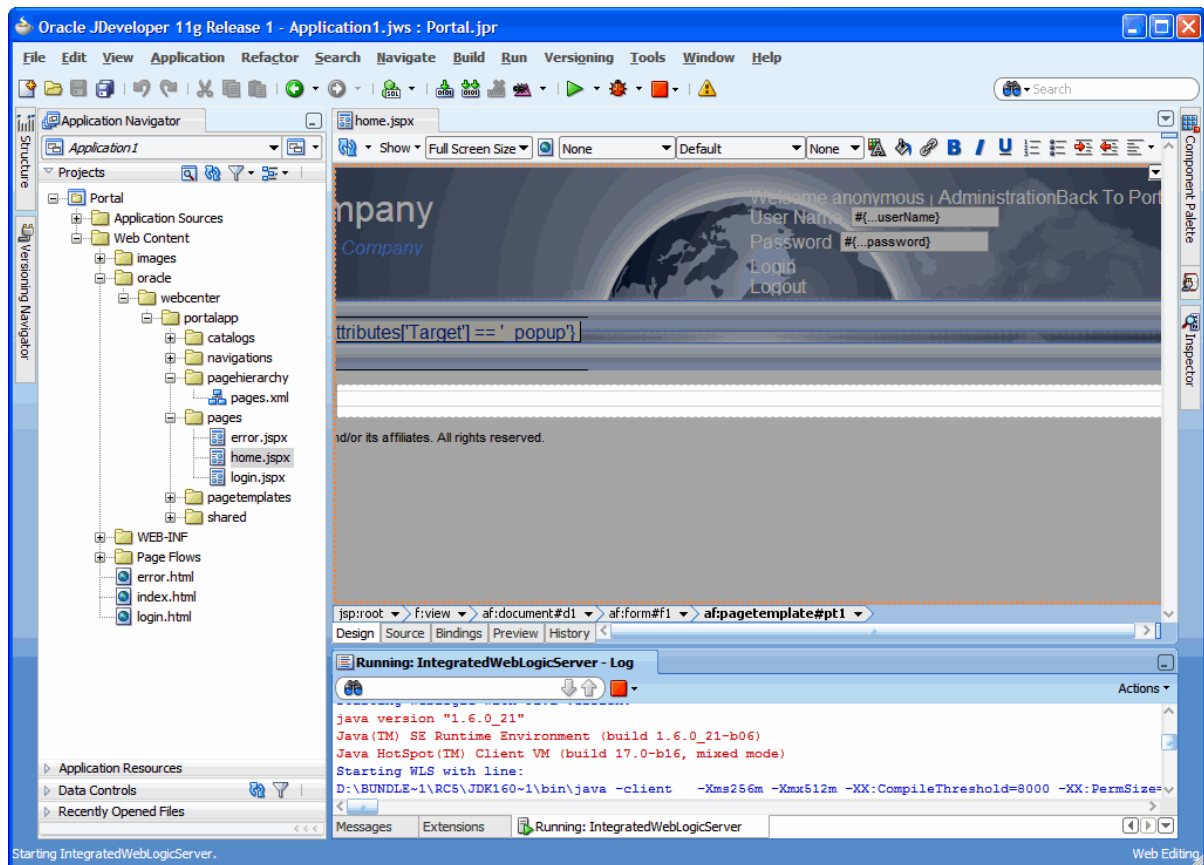 Oracle JDeveloper 11g Release 1 - Application1.jws : Portal.jpr
File Edit View Application Refactor Search Navigate Build Run Versioning Tools Window Help
Search
Application Navigator
Application1
Projects
Portal
Application Sources
Web Content
images
oracle
webcenter
portalapp
catalogs
navigations
pagehierarchy
pages.xml
pages
error.jspx
home.jspx
login.jspx
pagetemplates
shared
WEB-INF
Page Flows
error.html
index.html
login.html
Application Resources
Data Controls
Recently Opened Files
Structure
Versioning Navigator
home.jspx
Show Full Screen Size None Default None B I U
mpany
Company
Welcome anonymous | AdministrationBack To Port
User Name #{...userName}
Password #{...password}
Login
Logout
ttributes['Target'] == '_popup'}
nd/or its affiliates. All rights reserved.
jsp:root f:view af:document#d1 af:form#f1 af:pagetemplate#pt1
Design Source Bindings Preview History
Component Palette
Inspector
Running: IntegratedWebLogicServer - Log
Actions
java version "1.6.0_21"
Java(TM) SE Runtime Environment (build 1.6.0_21-b06)
Java HotSpot(TM) Client VM (build 17.0-b16, mixed mode)
Starting WLS with line:
D:\BUNDLE~1\RC5\JDK160~1\bin\java -client -Xms256m -Xmx512m -XX:CompileThreshold=8000 -XX:PermSize=
Messages Extensions Running: IntegratedWebLogicServer
Starting IntegratedWebLogicServer.
Web Editing